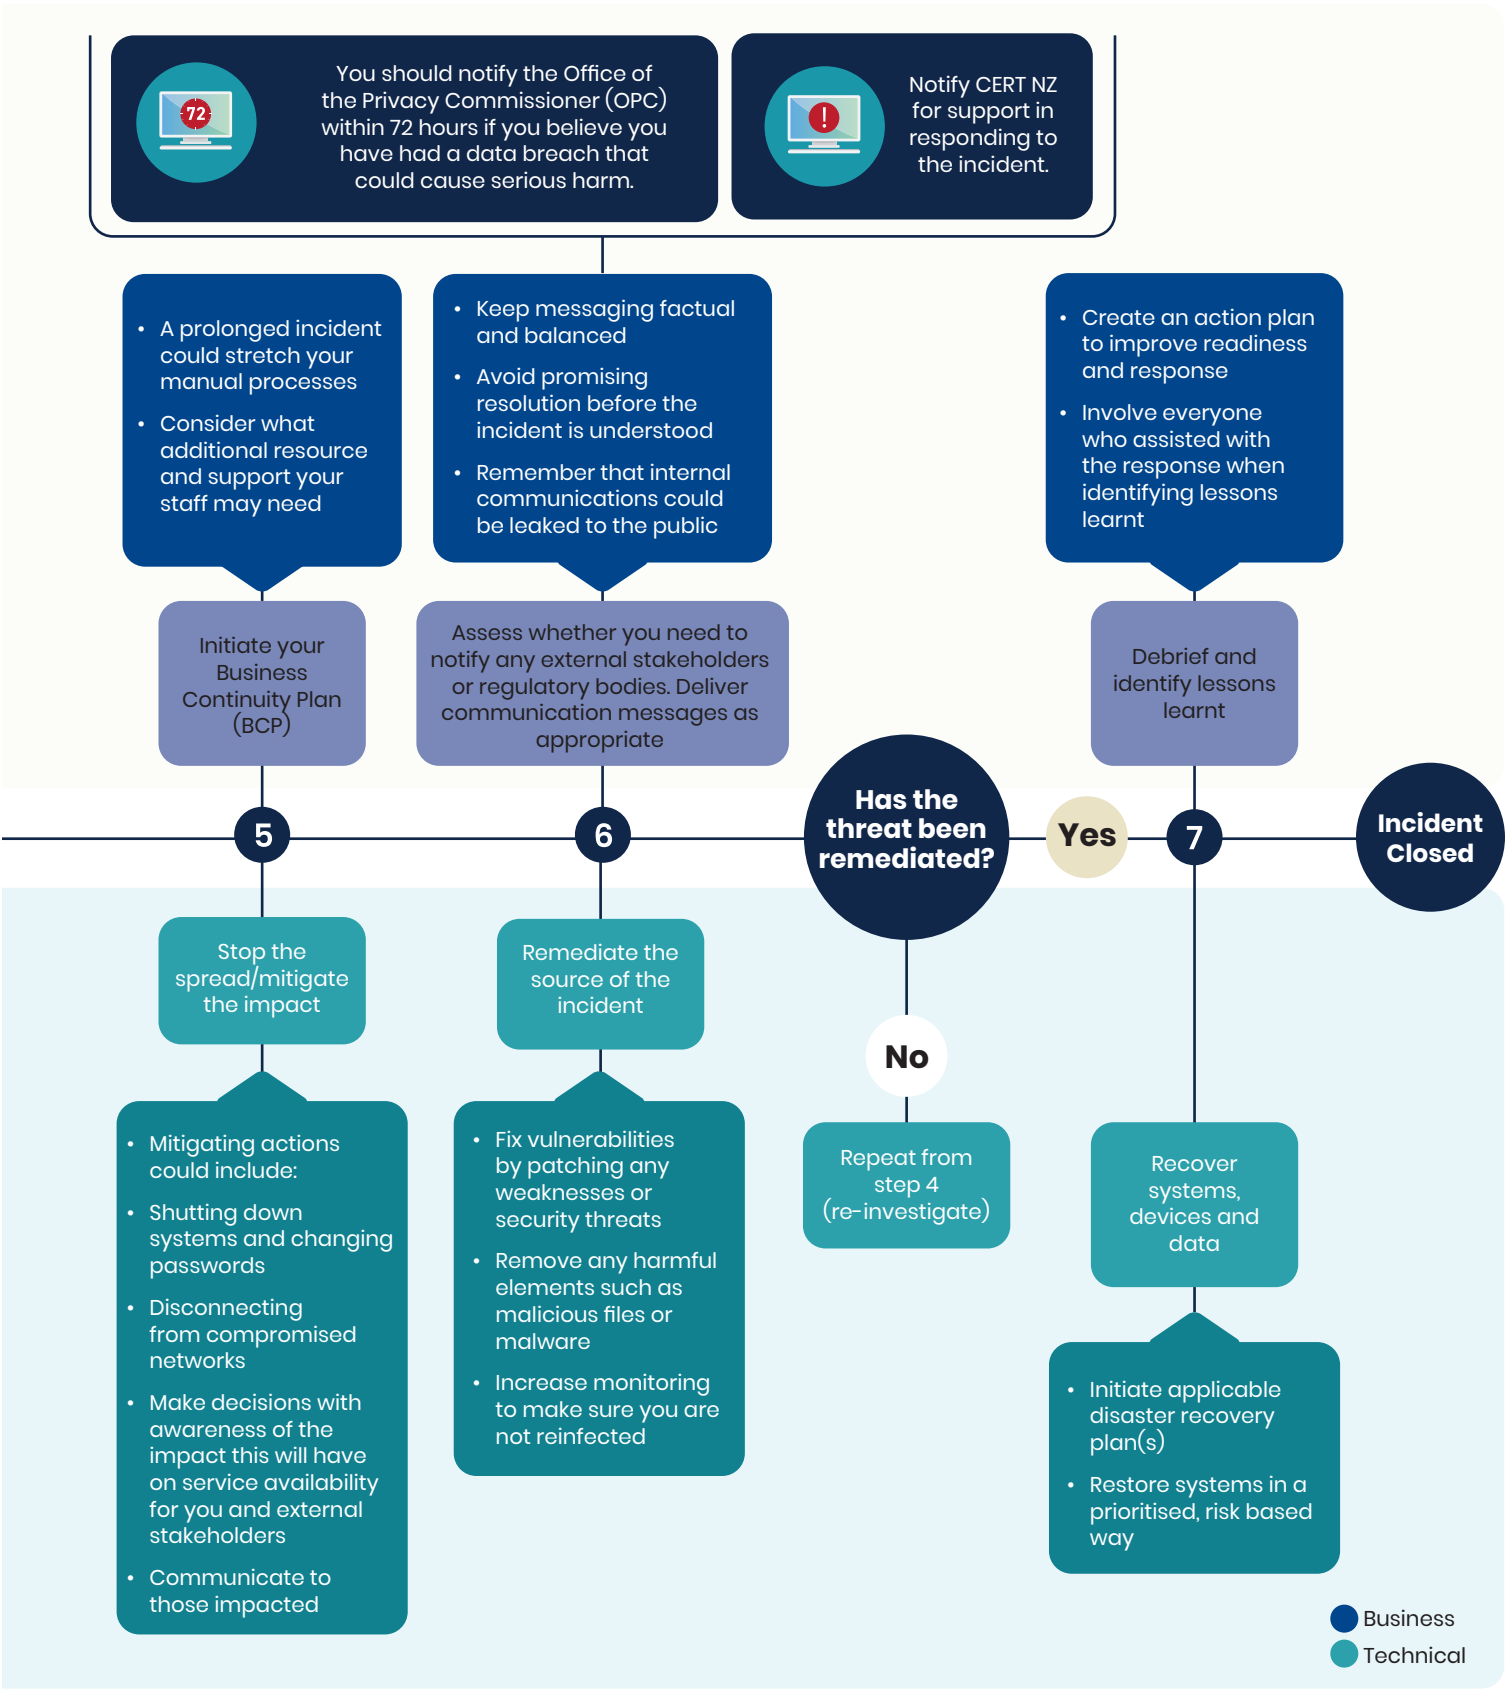 72
You should notify the Office of
the Privacy Commissioner (OPC)
within 72 hours if you believe you
have had a data breach that
could cause serious harm.
!
Notify CERT NZ
for support in
responding to
the incident.
• A prolonged incident
could stretch your
manual processes
• Consider what
additional resource
and support your
staff may need
• Keep messaging factual
and balanced
• Avoid promising
resolution before the
incident is understood
• Remember that internal
communications could
be leaked to the public
• Create an action plan
to improve readiness
and response
• Involve everyone
who assisted with
the response when
identifying lessons
learnt
Initiate your
Business
Continuity Plan
(BCP)
Assess whether you need to
notify any external stakeholders
or regulatory bodies. Deliver
communication messages as
appropriate
Debrief and
identify lessons
learnt
5
6
Has the
threat been
remediated?
Yes
7
Incident
Closed
Stop the
spread/mitigate
the impact
Remediate the
source of the
incident
No
• Mitigating actions
could include:
• Shutting down
systems and changing
passwords
• Disconnecting
from compromised
networks
• Make decisions with
awareness of the
impact this will have
on service availability
for you and external
stakeholders
• Communicate to
those impacted
• Fix vulnerabilities
by patching any
weaknesses or
security threats
• Remove any harmful
elements such as
malicious files or
malware
• Increase monitoring
to make sure you are
not reinfected
Repeat from
step 4
(re-investigate)
Recover
systems,
devices and
data
• Initiate applicable
disaster recovery
plan(s)
• Restore systems in a
prioritised, risk based
way
Business
Technical